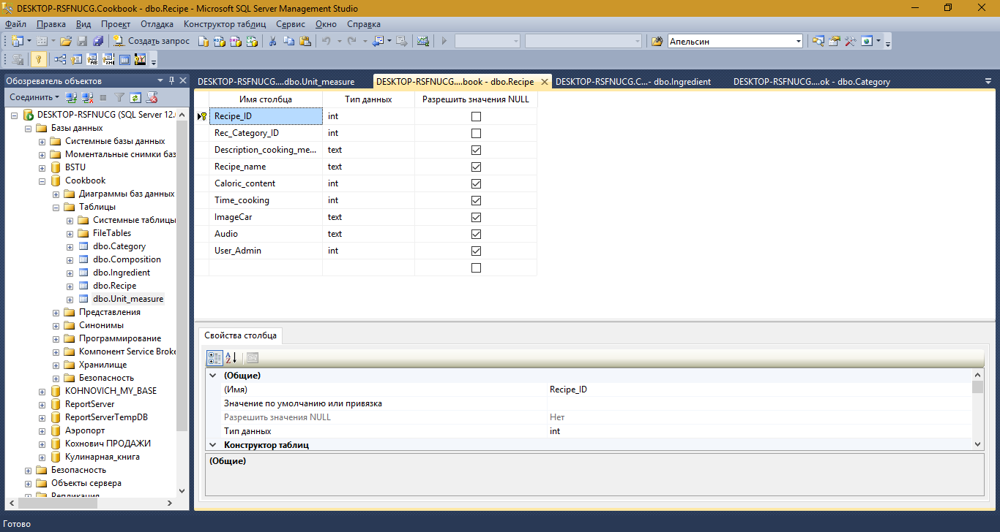 DESKTOP-RSFNUCG.Cookbook - dbo.Recipe - Microsoft SQL Server Management Studio
Файл Правка Вид Проект Отладка Конструктор таблиц Сервис Окно Справка
Создать запрос Апельсин
Обозреватель объектов
Соединить
DESKTOP-RSFNUCG (SQL Server 12.
Базы данных
Системные базы данных
Моментальные снимки баз
BSTU
Cookbook
Диаграммы баз данных
Таблицы
Системные таблицы
FileTables
dbo.Category
dbo.Composition
dbo.Ingredient
dbo.Recipe
dbo.Unit_measure
Представления
Синонимы
Программирование
Компонент Service Broke
Хранилище
Безопасность
KOHNOVICH_MY_BASE
ReportServer
ReportServerTempDB
Аэропорт
Кохнович ПРОДАЖИ
Кулинарная_книга
Безопасность
Объекты сервера
Репликация
DESKTOP-RSFNUCG....dbo.Unit_measure DESKTOP-RSFNUCG....book - dbo.Recipe DESKTOP-RSFNUCG.C...- dbo.Ingredient DESKTOP-RSFNUCG....ok - dbo.Category
Имя столбца Тип данных Разрешить значения NULL
Recipe_ID int
Rec_Category_ID int
Description_cooking_me... text
Recipe_name text
Caloric_content int
Time_cooking int
ImageCar text
Audio text
User_Admin int
Свойства столбца
(Общие)
(Имя) Recipe_ID
Значение по умолчанию или привязка
Разрешить значения NULL Нет
Тип данных int
Конструктор таблиц
(Общие)
Готово